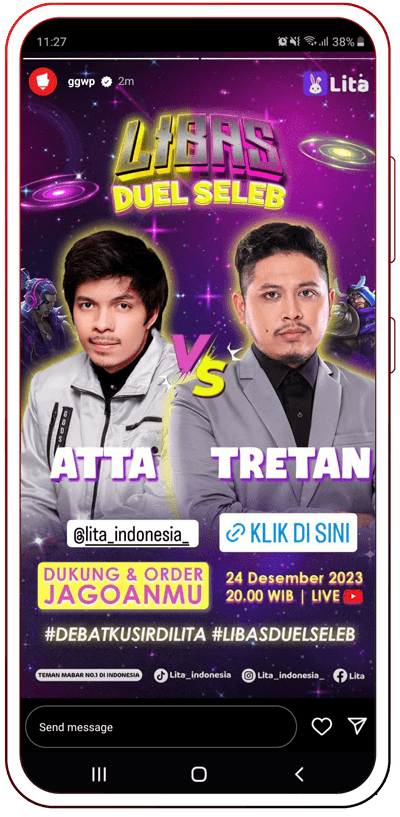 11:27
38%
ggwp 2m
Lita
LIBAS
DUEL SELEB
VS
ATTA
TRETAN
@lita_indonesia_
KLIK DI SINI
DUKUNG & ORDER
JAGOANMU
24 Desember 2023
20.00 WIB | LIVE
#DEBATKUSIRDILITA #LIBASDUELSELEB
TEMAN MABAR NO.1 DI INDONESIA
Lita_indonesia
Lita_indonesia_
Lita
Send message